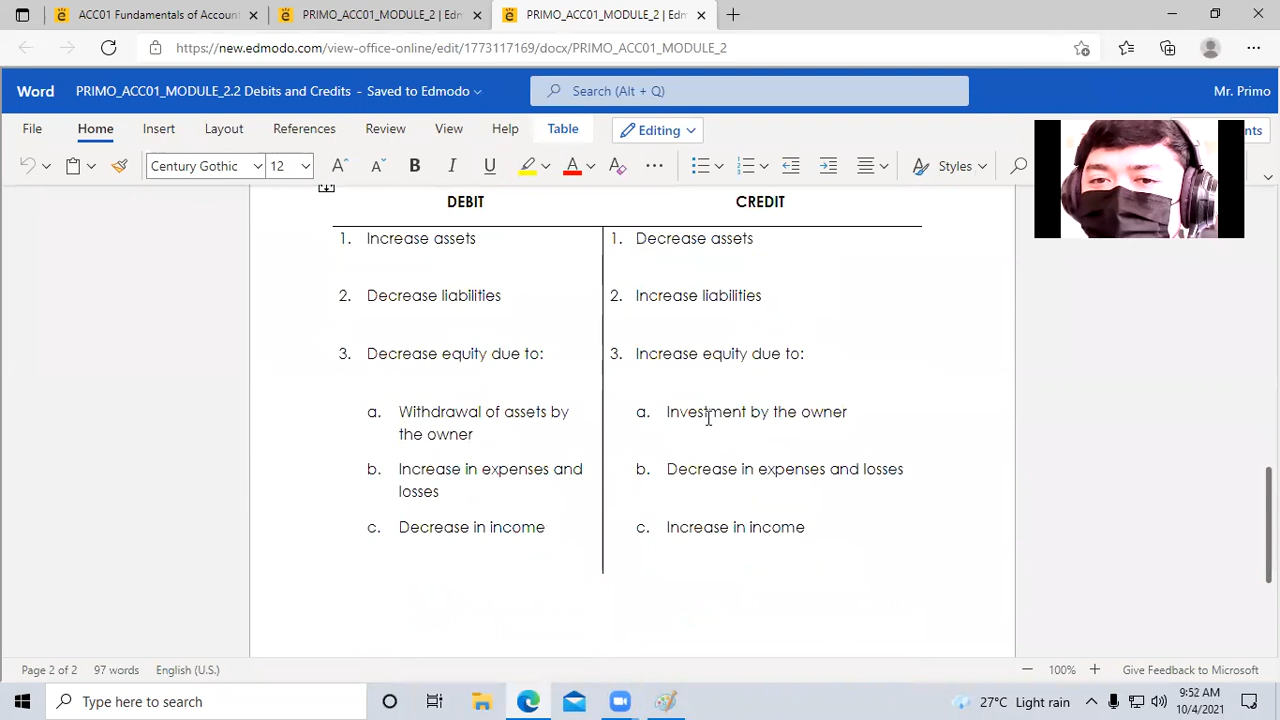 ACC01 Fundamentals of Accoun
PRIMO_ACC01_MODULE_2 | Edm
PRIMO_ACC01_MODULE_2 | Edm
https://new.edmodo.com/view-office-online/edit/1773117169/docx/PRIMO_ACC01_MODULE_2
Word PRIMO_ACC01_MODULE_2.2 Debits and Credits - Saved to Edmodo
Search (Alt + Q)
Mr. Primo
File Home Insert Layout References Review View Help Table Editing
Century Gothic 12 A A B I U A A Styles
DEBIT CREDIT
1. Increase assets 1. Decrease assets
2. Decrease liabilities 2. Increase liabilities
3. Decrease equity due to: 3. Increase equity due to:
a. Withdrawal of assets by a. Investment by the owner
the owner
b. Increase in expenses and b. Decrease in expenses and losses
losses
c. Decrease in income c. Increase in income
Page 2 of 2 97 words English (U.S.) 100% Give Feedback to Microsoft
Type here to search 27°C Light rain 9:52 AM
10/4/2021